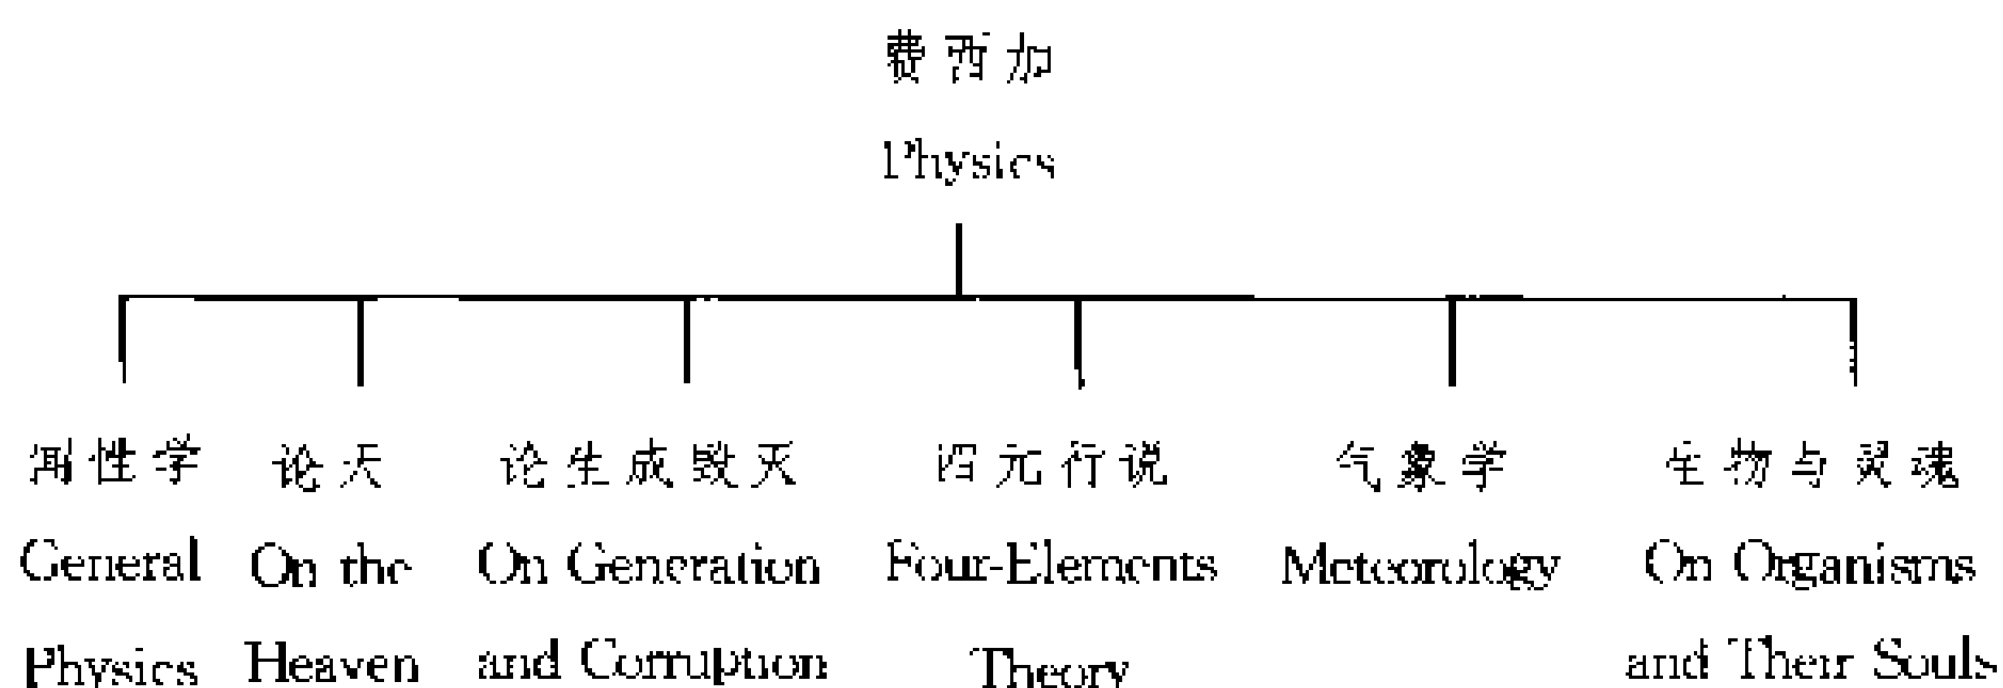 费西加
Physics
性学 论天 论生成毁灭 四元行说 气象学 生物与灵魂
General On the On Generation Four-Elements Meteorology On Organisms
Physics Heaven and Corruption Theory and Their Souls